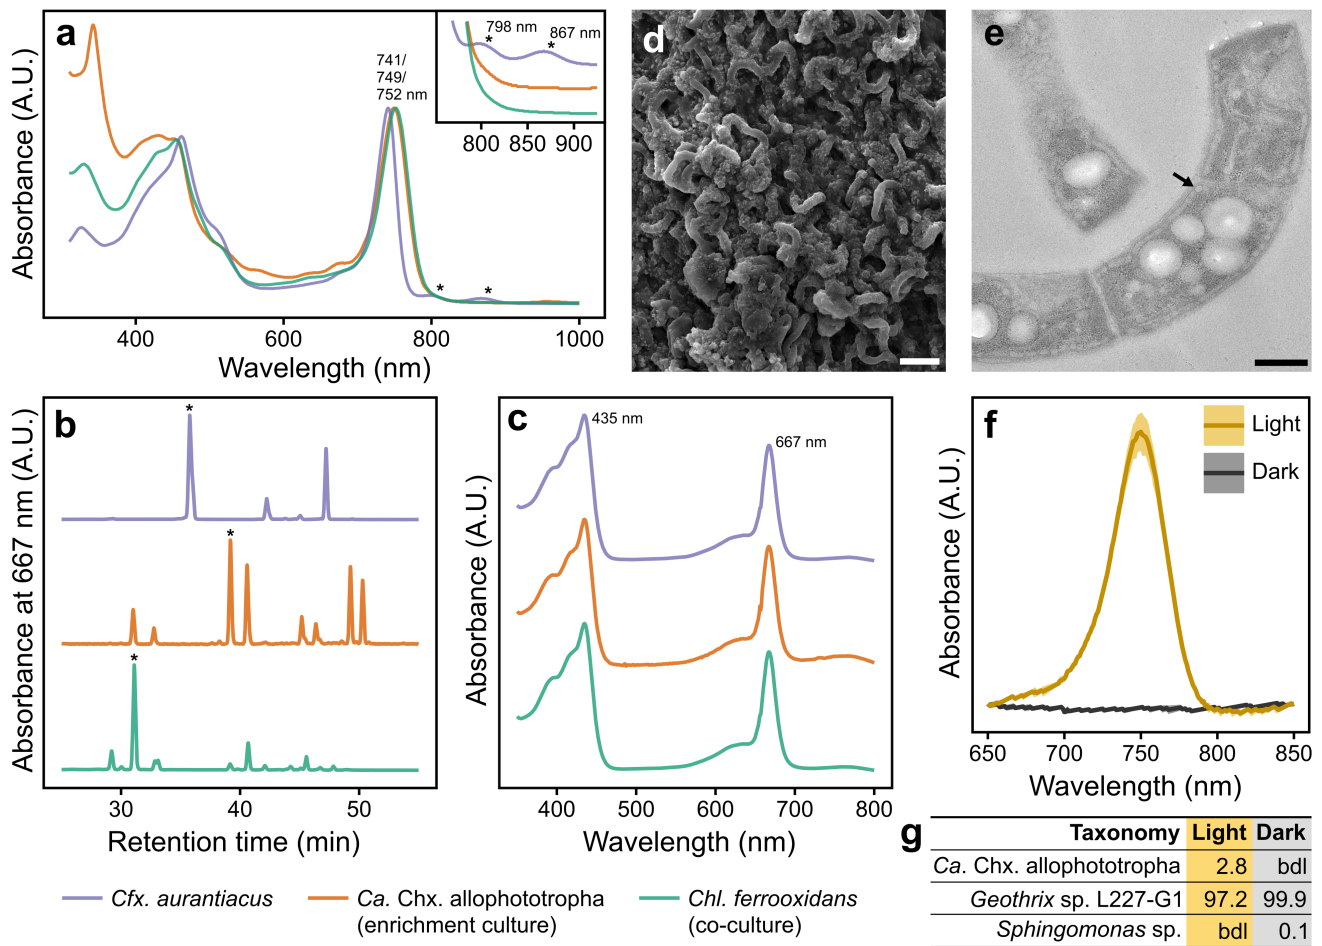 a
Absorbance (A.U.)
741/
749/
752 nm
798 nm
867 nm
*
*
800 850 900
*
*
400 600 800 1000
Wavelength (nm)
d
e
b
Absorbance at 667 nm (A.U.)
*
*
*
30 40 50
Retention time (min)
c
Absorbance (A.U.)
435 nm
667 nm
400 500 600 700 800
Wavelength (nm)
f
Absorbance (A.U.)
Light
Dark
650 700 750 800 850
Wavelength (nm)
g
Taxonomy Light Dark
Ca. Chx. allophototropha 2.8 bdl
Geothrix sp. L227-G1 97.2 99.9
Sphingomonas sp. bdl 0.1
Cfx. aurantiacus
Ca. Chx. allophototropha
(enrichment culture)
Chl. ferrooxidans
(co-culture)